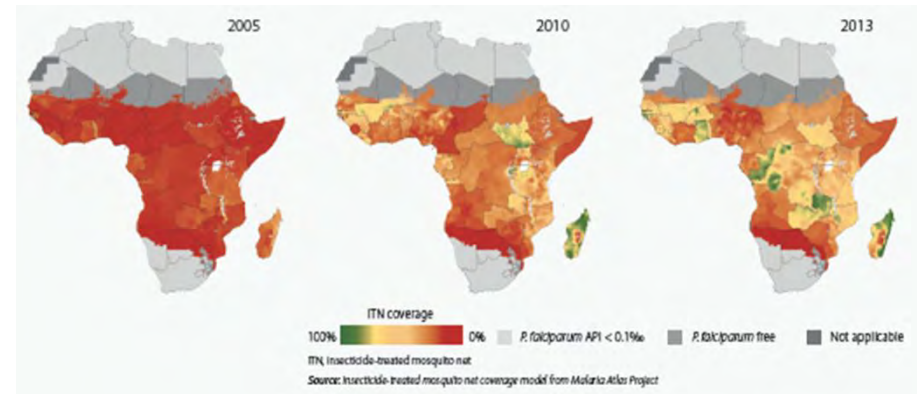 2005 2010 2013
ITN coverage
100% 0% P. falciparum API < 0.1‰ P. falciparum free Not applicable
ITN, insecticide-treated mosquito net
Source: Insecticide-treated mosquito net coverage model from Malaria Atlas Project